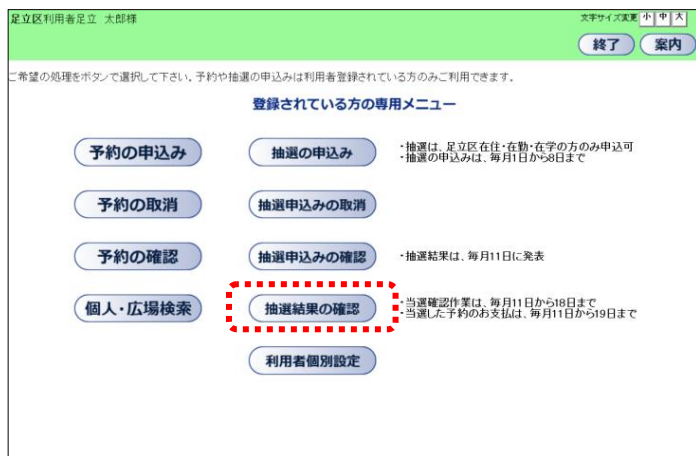 足立区利用者足立 太郎様
文字サイズ変更 小 中 大
終了 案内
ご希望の処理をボタンで選択して下さい。予約や抽選の申込みは利用者登録されている方のみご利用できます。
登録されている方の専用メニュー
予約の申込み 抽選の申込み ・抽選は、足立区在住・在勤・在学の方のみ申込可
・抽選の申込みは、毎月1日から8日まで
予約の取消 抽選申込みの取消
予約の確認 抽選申込みの確認 ・抽選結果は、毎月11日に発表
個人・広場検索 抽選結果の確認 ・当選確認作業は、毎月11日から18日まで
・当選した予約のお支払は、毎月11日から19日まで
利用者個別設定